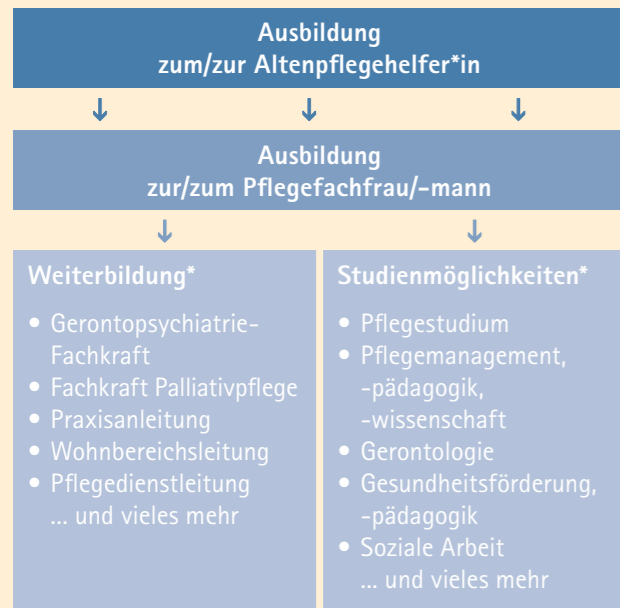 Ausbildung
zum/zur Altenpflegehelfer*in
Ausbildung
zur/zum Pflegefachfrau/-mann
Weiterbildung*
• Gerontopsychiatrie-
Fachkraft
• Fachkraft Palliativpflege
• Praxisanleitung
• Wohnbereichsleitung
• Pflegedienstleitung
... und vieles mehr
Studienmöglichkeiten*
• Pflegestudium
• Pflegemanagement,
-pädagogik,
-wissenschaft
• Gerontologie
• Gesundheitsförderung,
-pädagogik
• Soziale Arbeit
... und vieles mehr